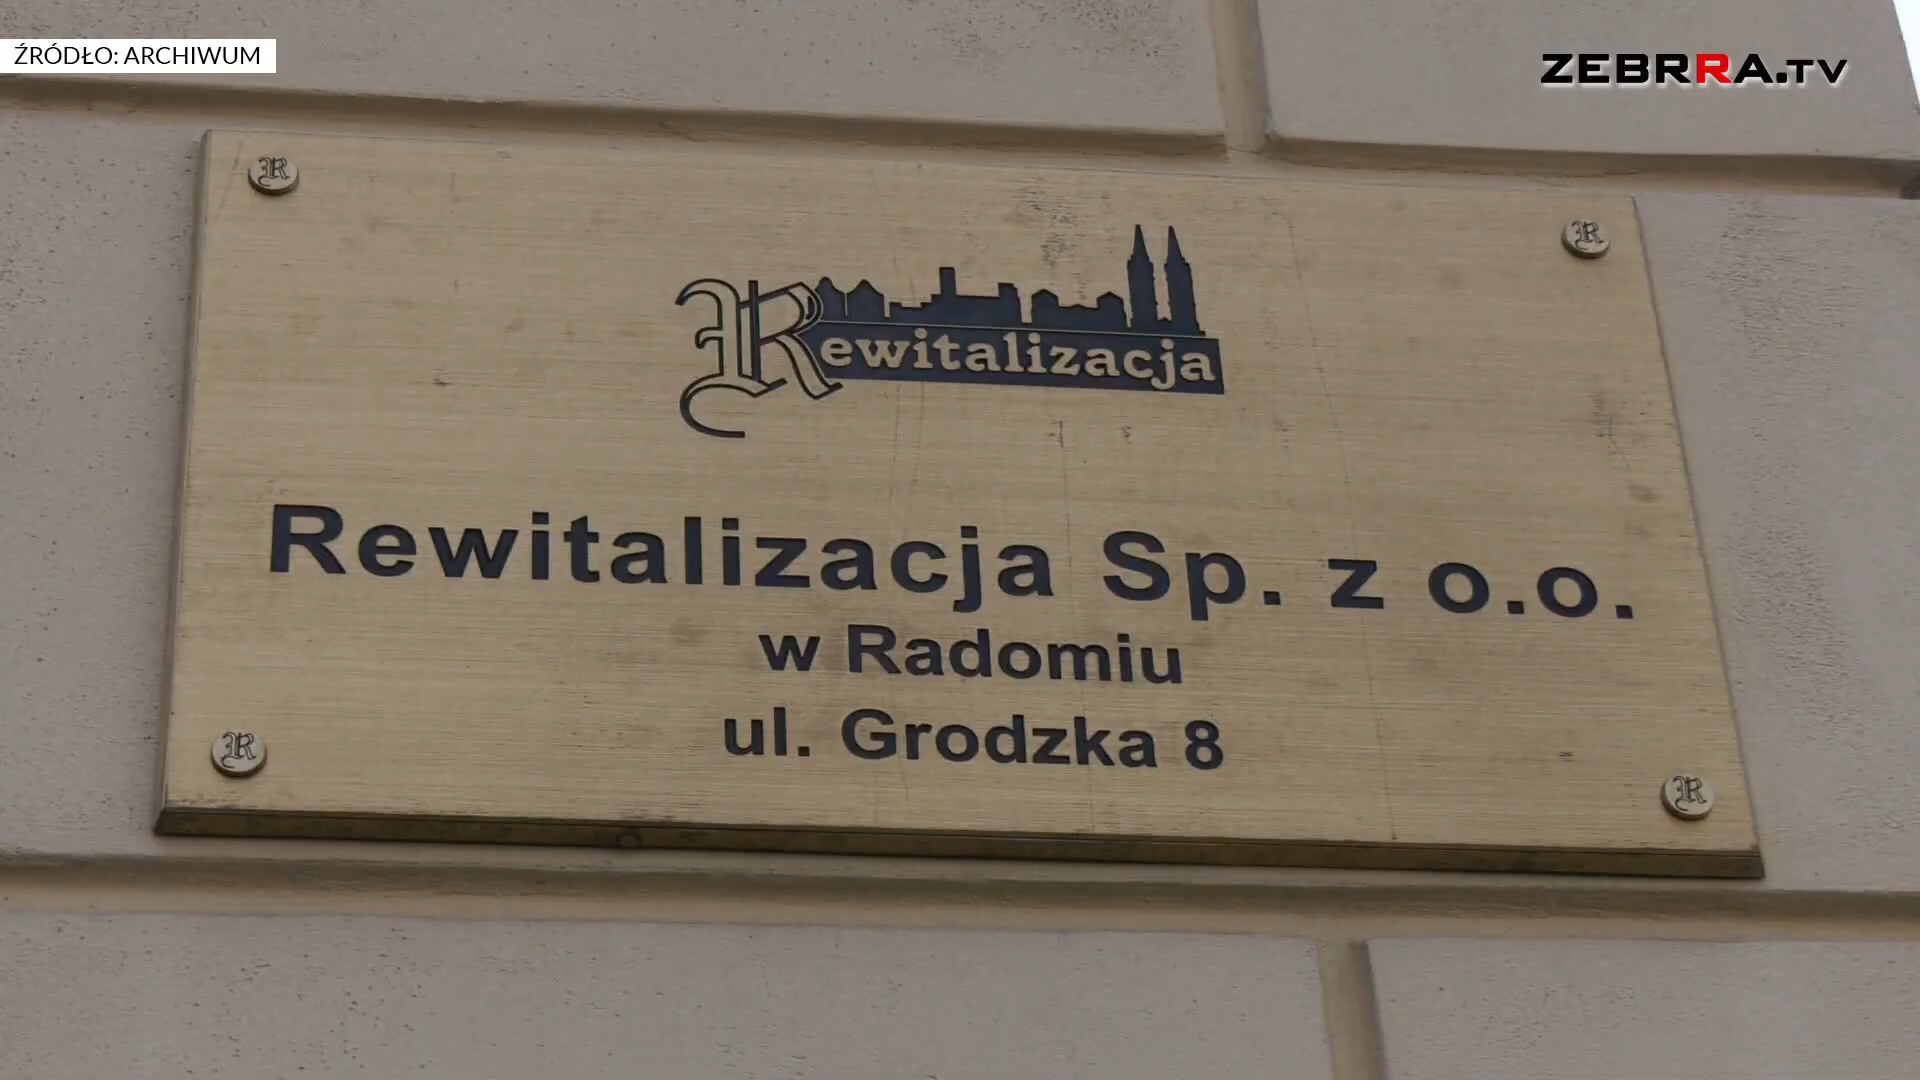 ŹRÓDŁO: ARCHIWUM
ZEBRRA.TV
Rewitalizacja
Rewitalizacja Sp. z o.o.
w Radomiu
ul. Grodzka 8
R
R
R
R